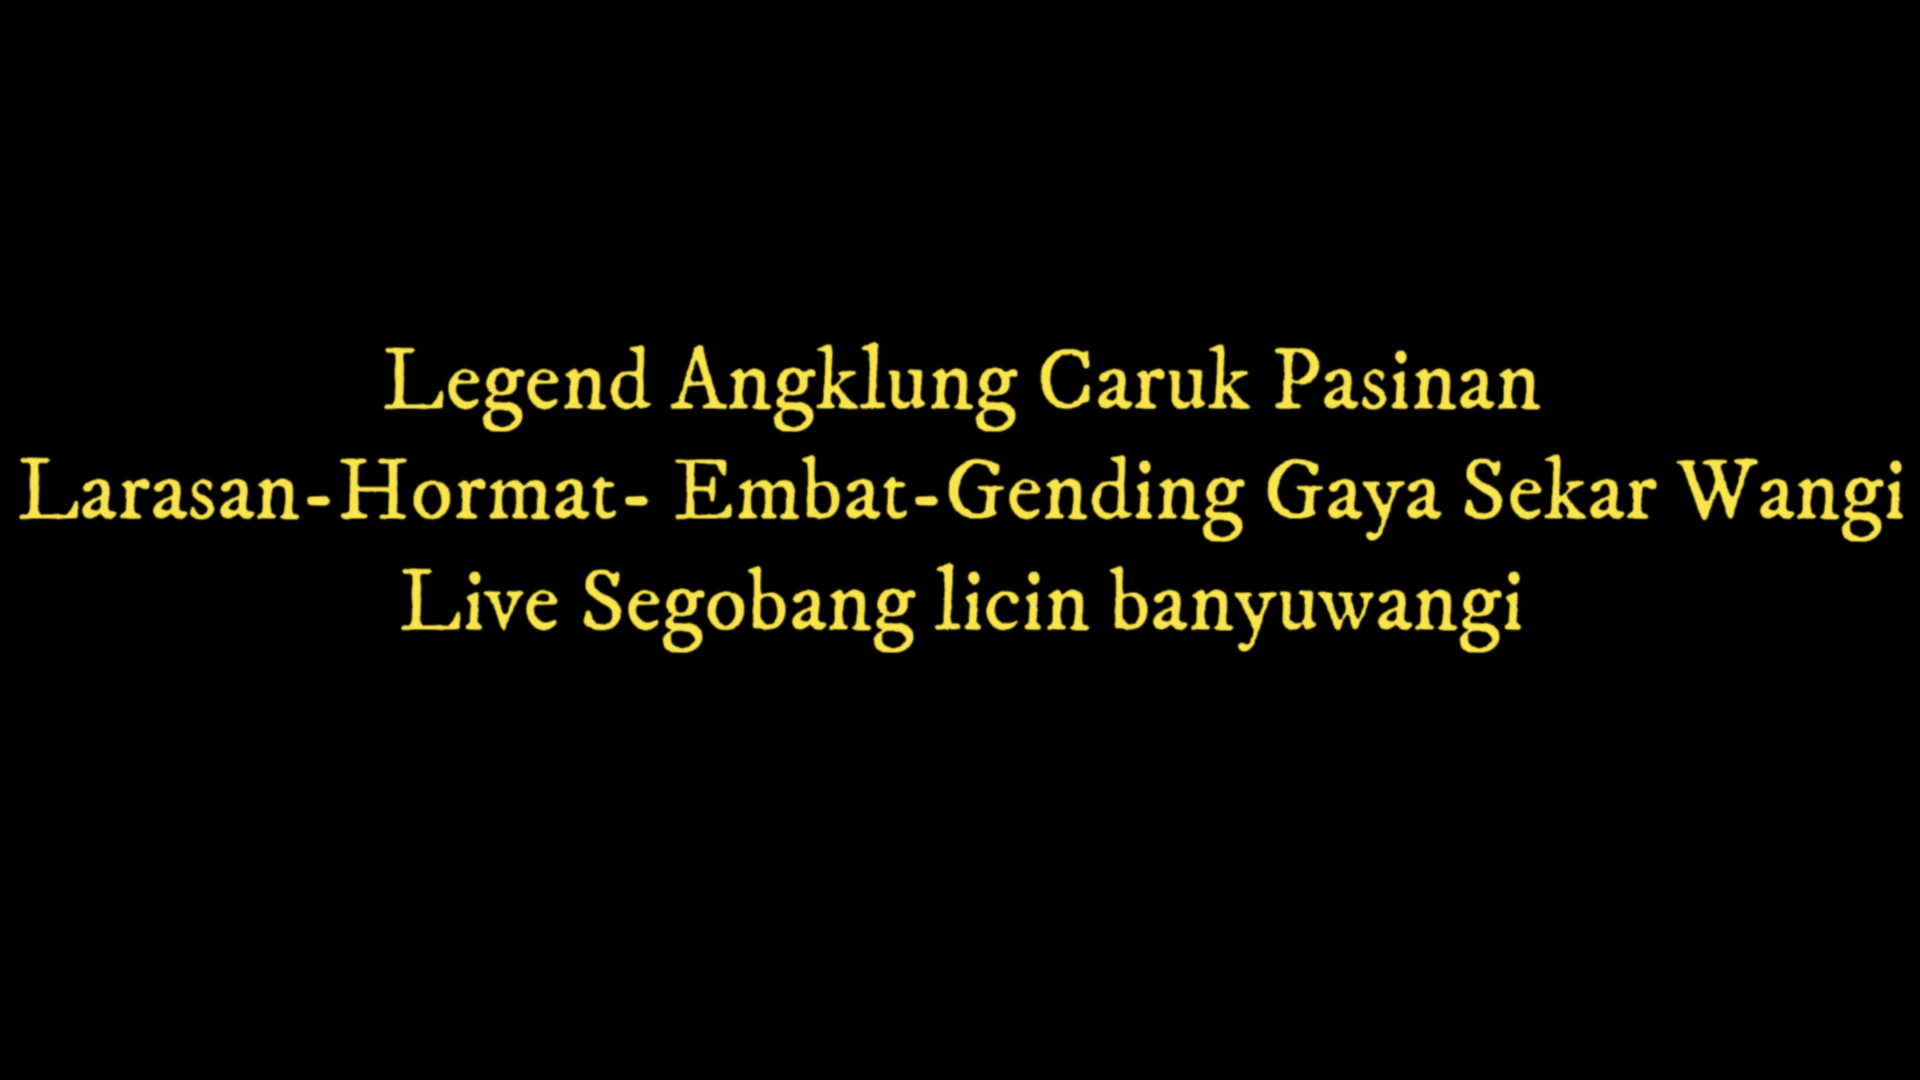 Legend Angklung Caruk Pasinan
Larasan-Hormat- Embat-Gending Gaya Sekar Wangi
Live Segobang licin banyuwangi